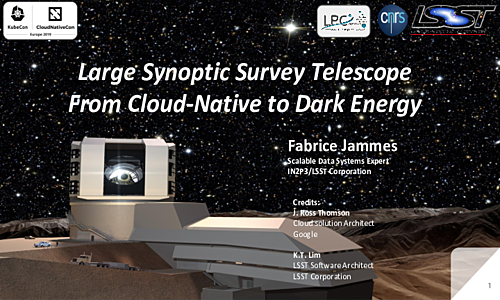 KubeCon
CloudNativeCon
Europe 2019
LPC
cnrs
LSST
Large Synoptic Survey Telescope
From Cloud-Native to Dark Energy
Fabrice Jammes
Scalable Data Systems Expert
IN2P3/LSST Corporation
Credits:
J. Ross Thomson
Cloud solution Architect
Google
K.T. Lim
LSST Software Architect
LSST Corporation
1